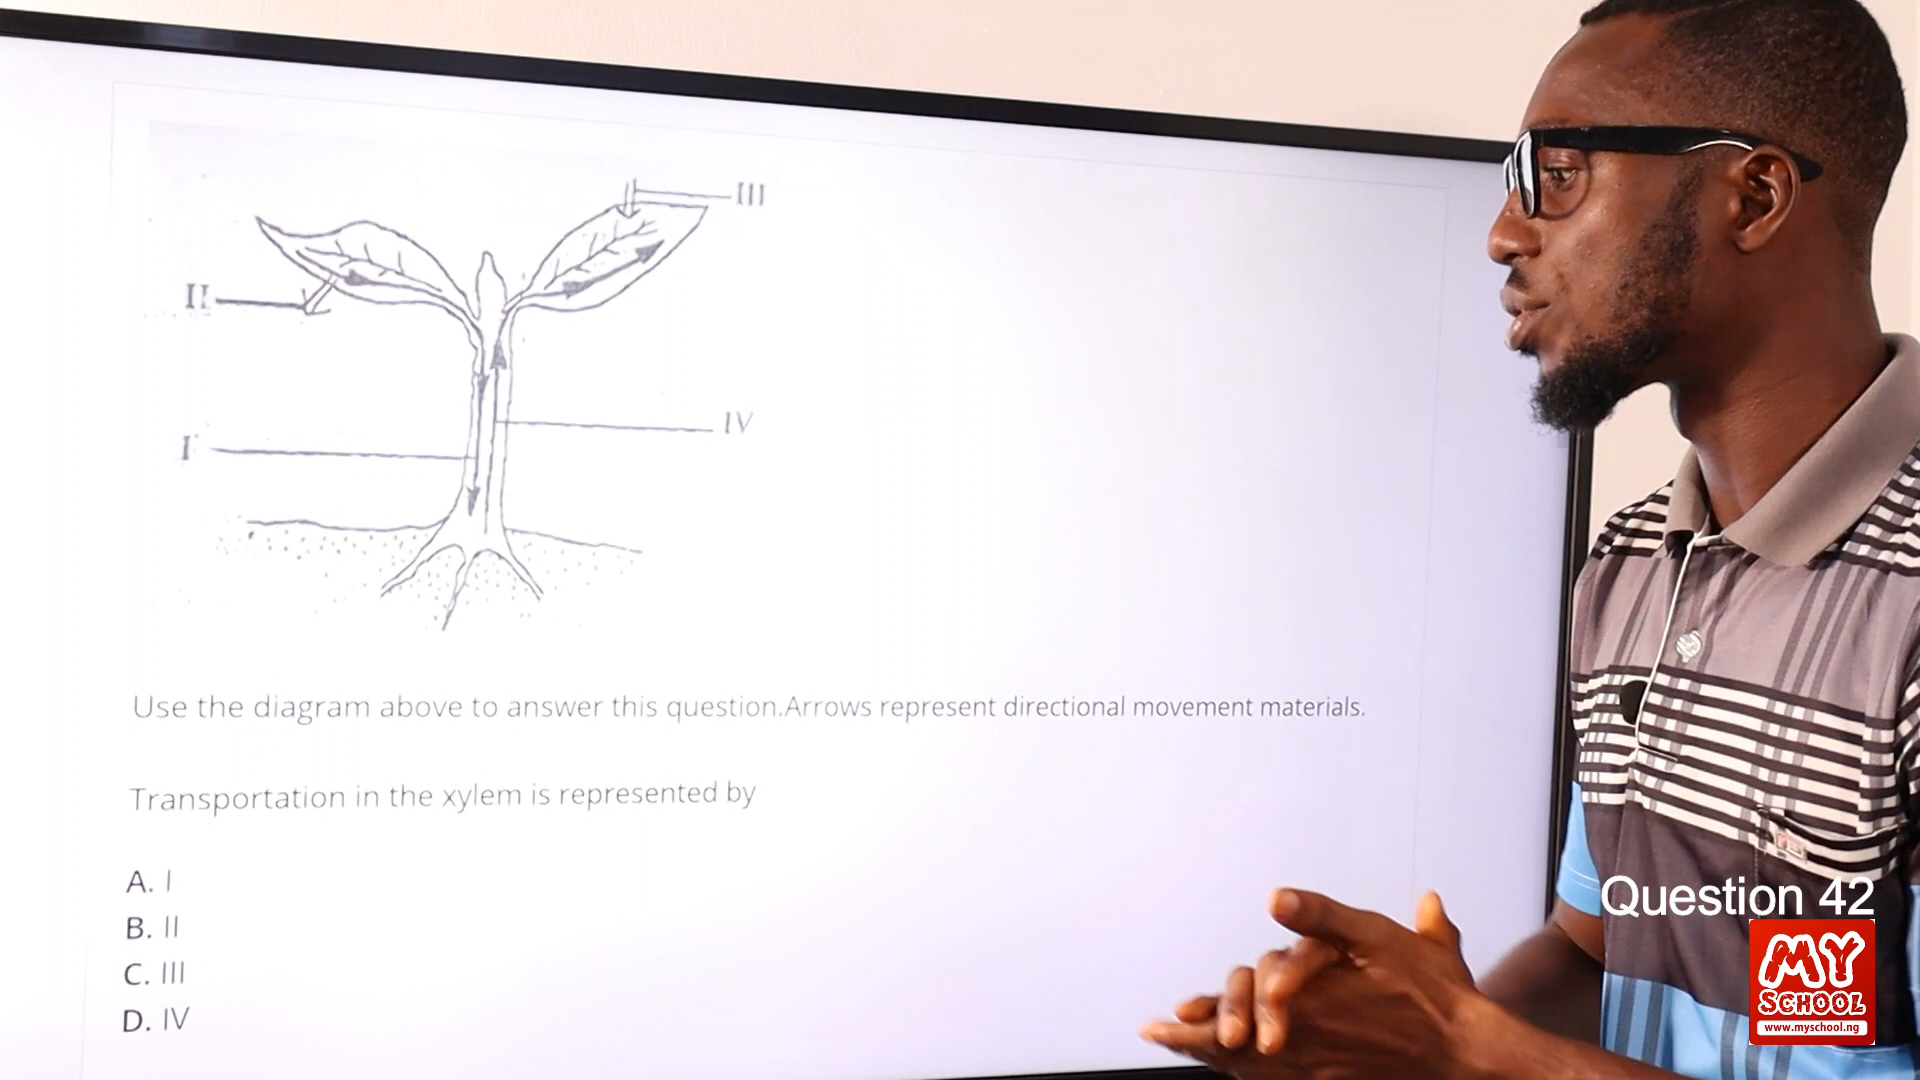 III
II
IV
I
Use the diagram above to answer this question.Arrows represent directional movement materials.
Transportation in the xylem is represented by
A. I
B. II
C. III
D. IV
Question 42
MY
SCHOOL
www.myschool.ng